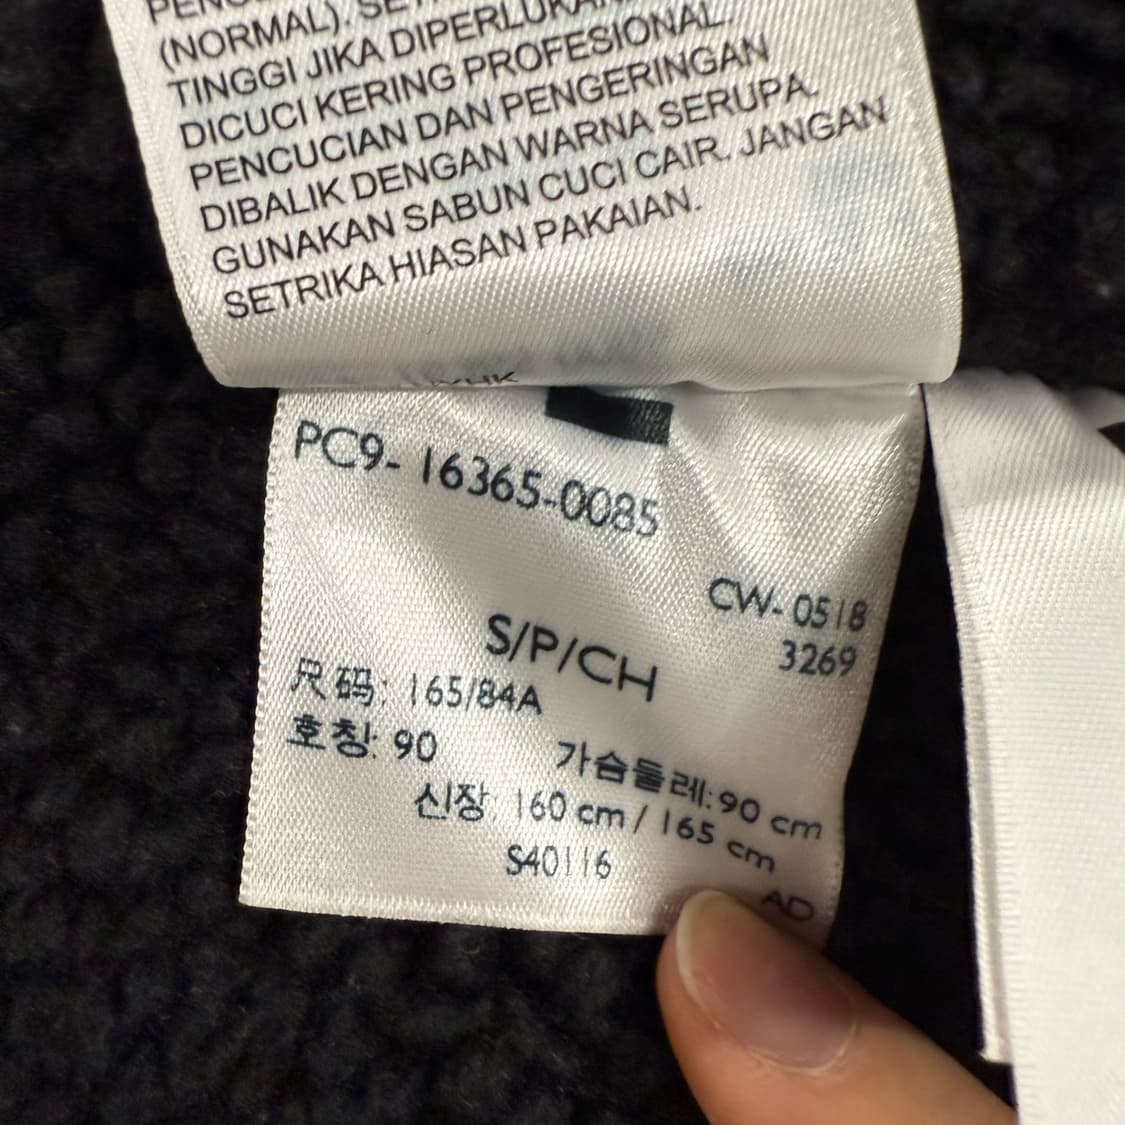 (NORMAL).
TINGGI JIKA DIPERLUKAN.
DICUCI KERING PROFESIONAL.
PENCUCIAN DAN PENGERINGAN
DIBALIK DENGAN WARNA SERUPA.
GUNAKAN SABUN CUCI CAIR. JANGAN
SETRIKA HIASAN PAKAIAN.
PC9-16365-0085
CW-0518
3269
S/P/CH
尺码: 165/84A
호칭: 90
가슴둘레: 90 cm
신장: 160 cm / 165 cm
S40116
AD